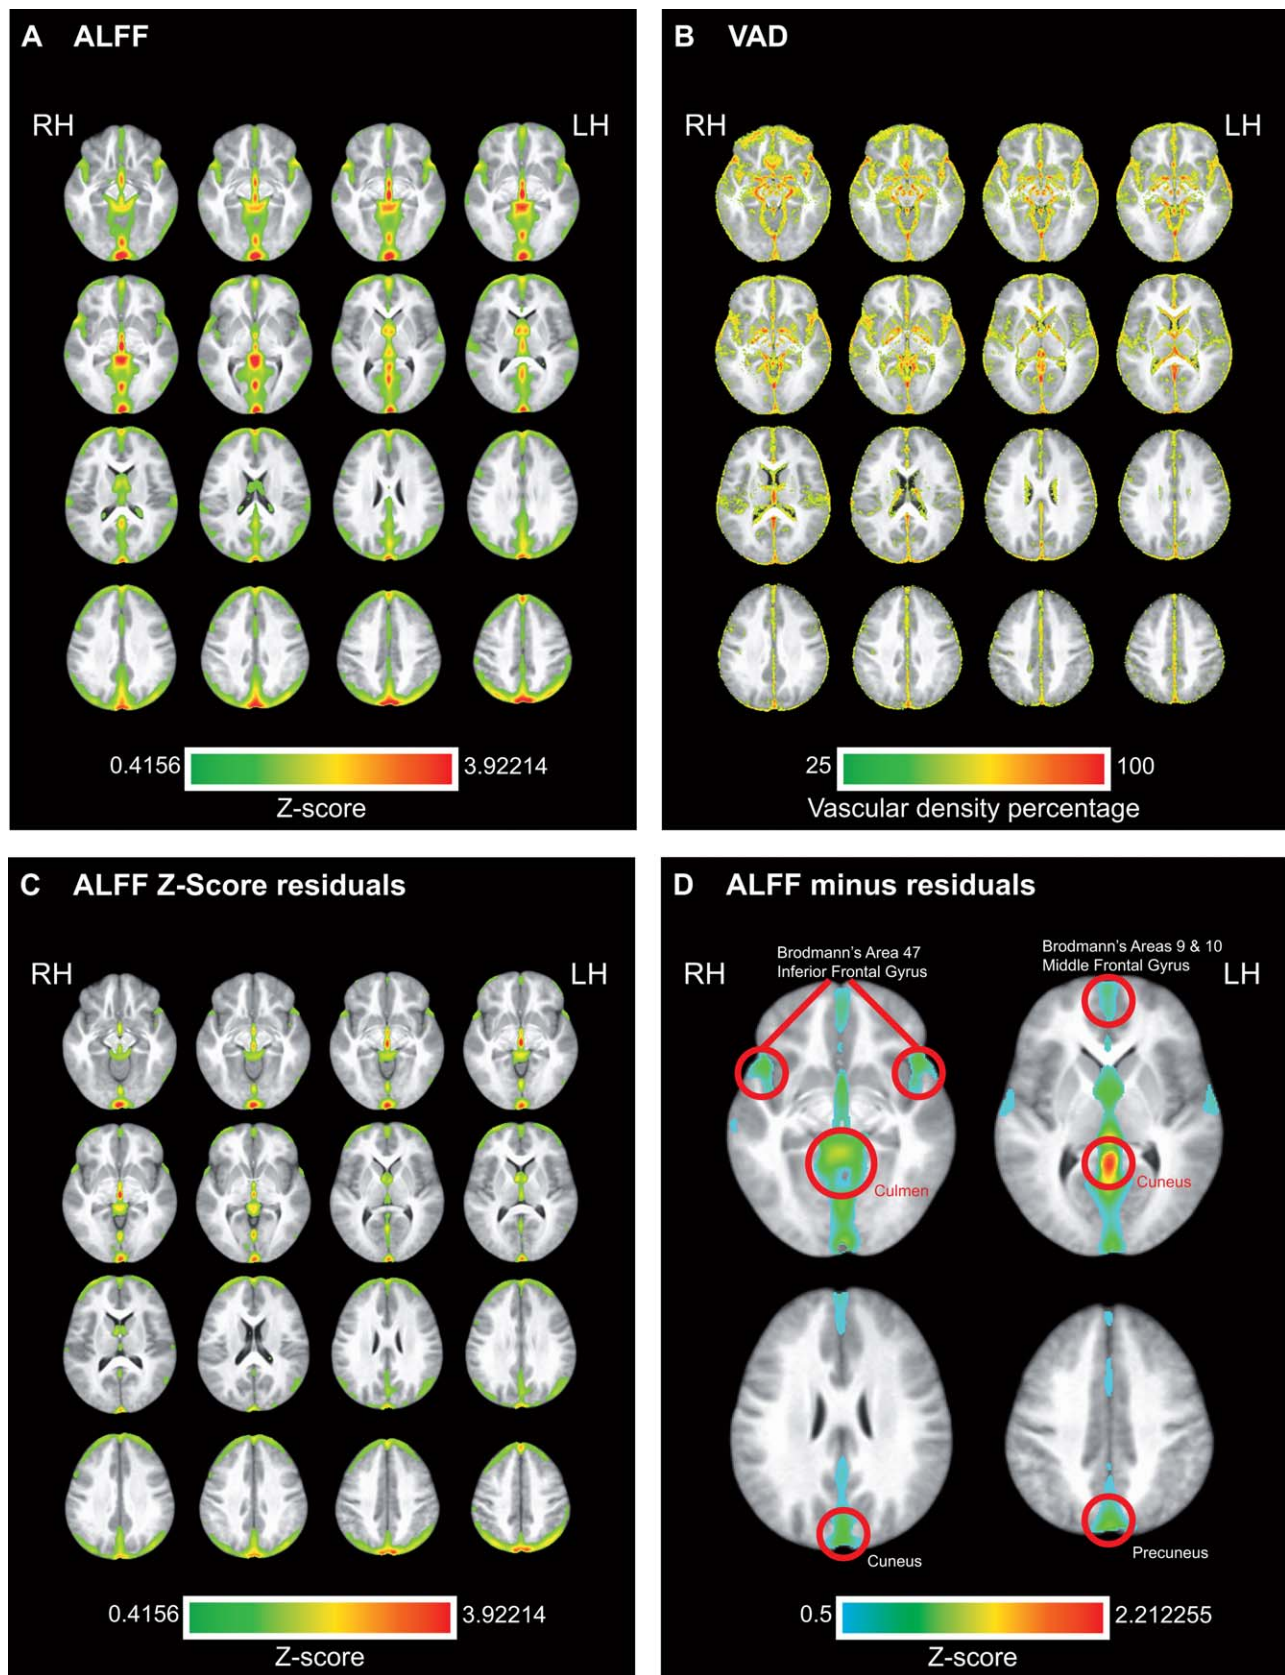 A ALFF
RH
LH
0.4156
3.92214
Z-score
B VAD
RH
LH
25
100
Vascular density percentage
C ALFF Z-Score residuals
RH
LH
0.4156
3.92214
Z-score
D ALFF minus residuals
RH
Brodmann's Area 47
Inferior Frontal Gyrus
Brodmann's Areas 9 & 10
Middle Frontal Gyrus
LH
Culmen
Cuneus
Cuneus
Precuneus
0.5
2.212255
Z-score